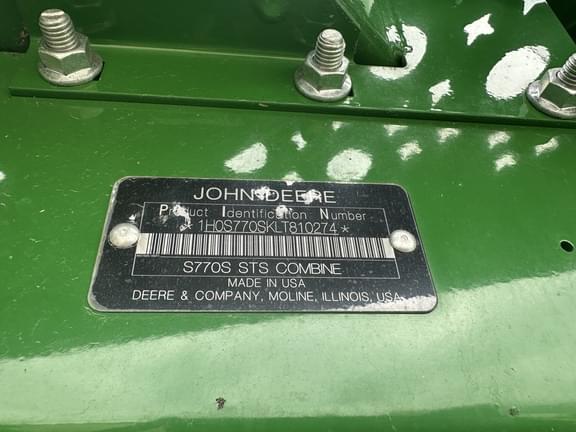 JOHN DEERE
Product Identification Number
*1H0S770SKLT810274*
S770S STS COMBINE
MADE IN USA
DEERE & COMPANY, MOLINE, ILLINOIS, USA